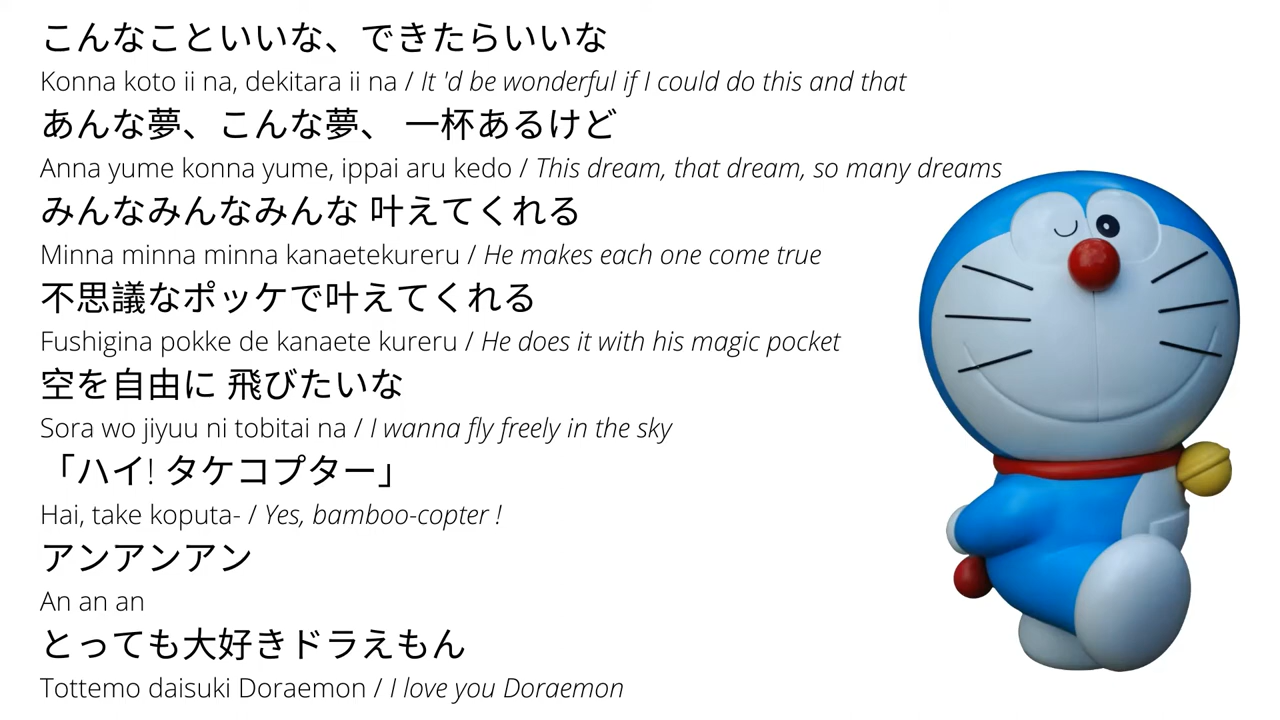 こんなこといいな、できたらいいな
Konna koto ii na, dekitara ii na / It 'd be wonderful if I could do this and that
あんな夢、こんな夢、 一杯あるけど
Anna yume konna yume, ippai aru kedo / This dream, that dream, so many dreams
みんなみんなみんな 叶えてくれる
Minna minna minna kanaetekureru / He makes each one come true
不思議なポッケで叶えてくれる
Fushigina pokke de kanaete kureru / He does it with his magic pocket
空を自由に 飛びたいな
Sora wo jiyuu ni tobitai na / I wanna fly freely in the sky
「ハイ! タケコプター」
Hai, take koputa- / Yes, bamboo-copter !
アンアンアン
An an an
とっても大好きドラえもん
Tottemo daisuki Doraemon / I love you Doraemon